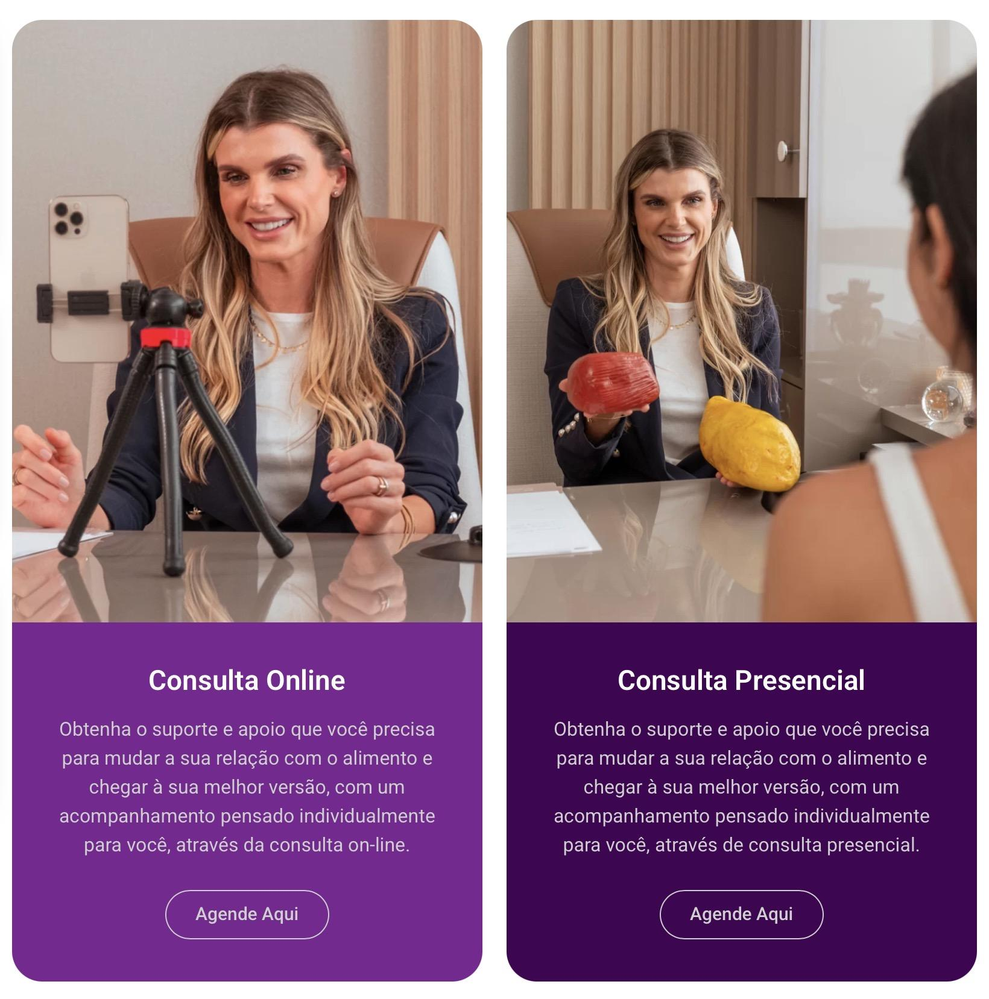 Consulta Online
Obtenha o suporte e apoio que você precisa
para mudar a sua relação com o alimento e
chegar à sua melhor versão, com um
acompanhamento pensado individualmente
para você, através da consulta on-line.
Agende Aqui
Consulta Presencial
Obtenha o suporte e apoio que você precisa
para mudar a sua relação com o alimento e
chegar à sua melhor versão, com um
acompanhamento pensado individualmente
para você, através de consulta presencial.
Agende Aqui